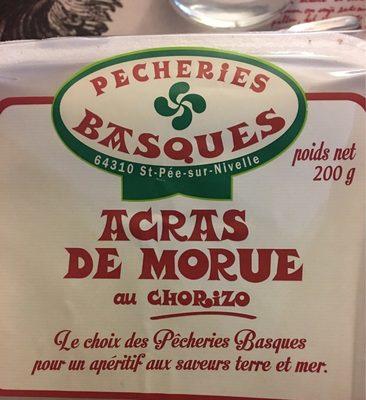 PECHERIES
BASQUES
64310 St-Pée-sur-Nivelle
poids net
200 g
ACRAS
DE MORUE
au CHORIZO
Le choix des Pêcheries Basques
pour un apéritif aux saveurs terre et mer.